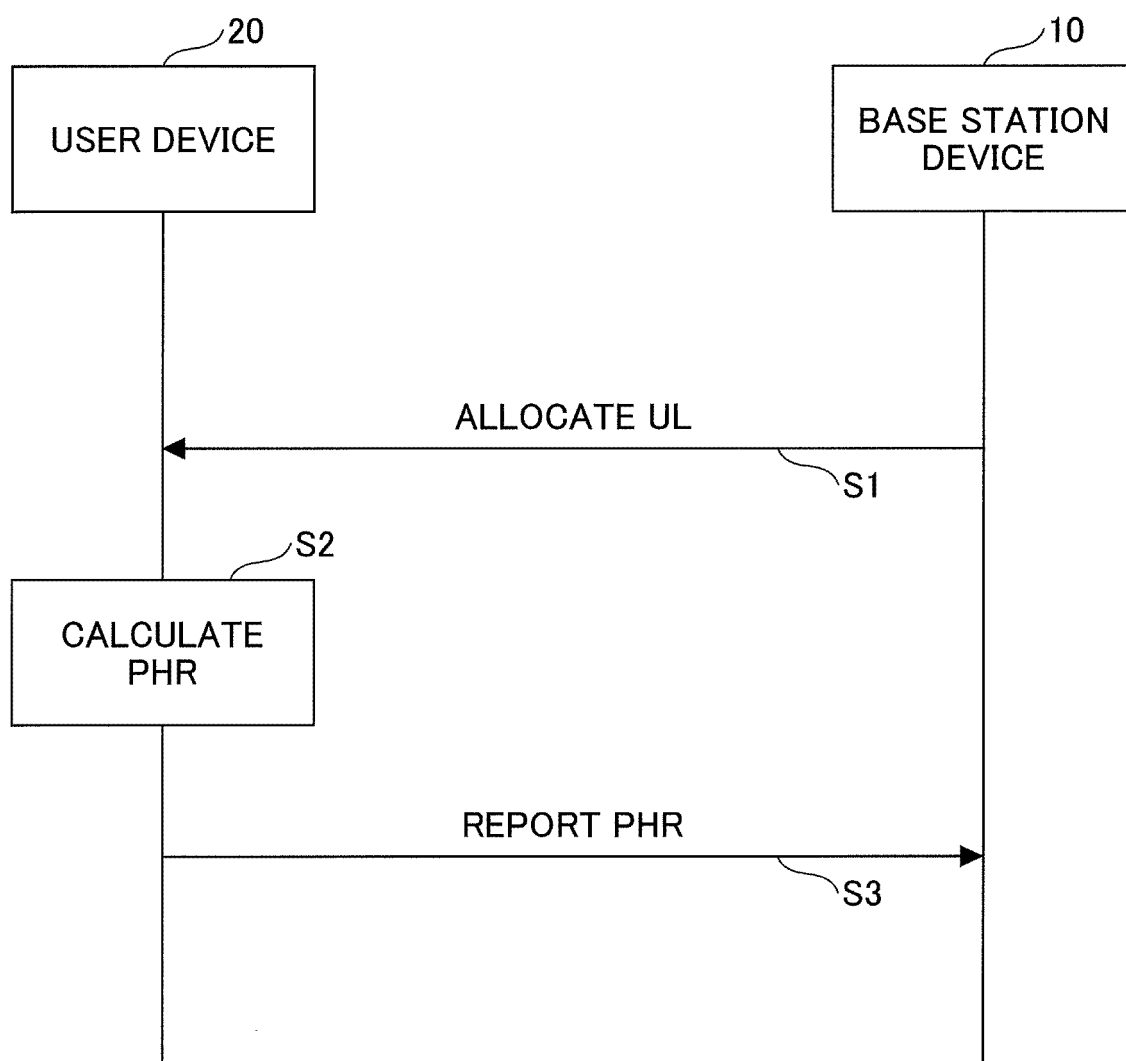 20
10
USER DEVICE
BASE STATION
DEVICE
ALLOCATE UL
S1
S2
CALCULATE
PHR
REPORT PHR
S3